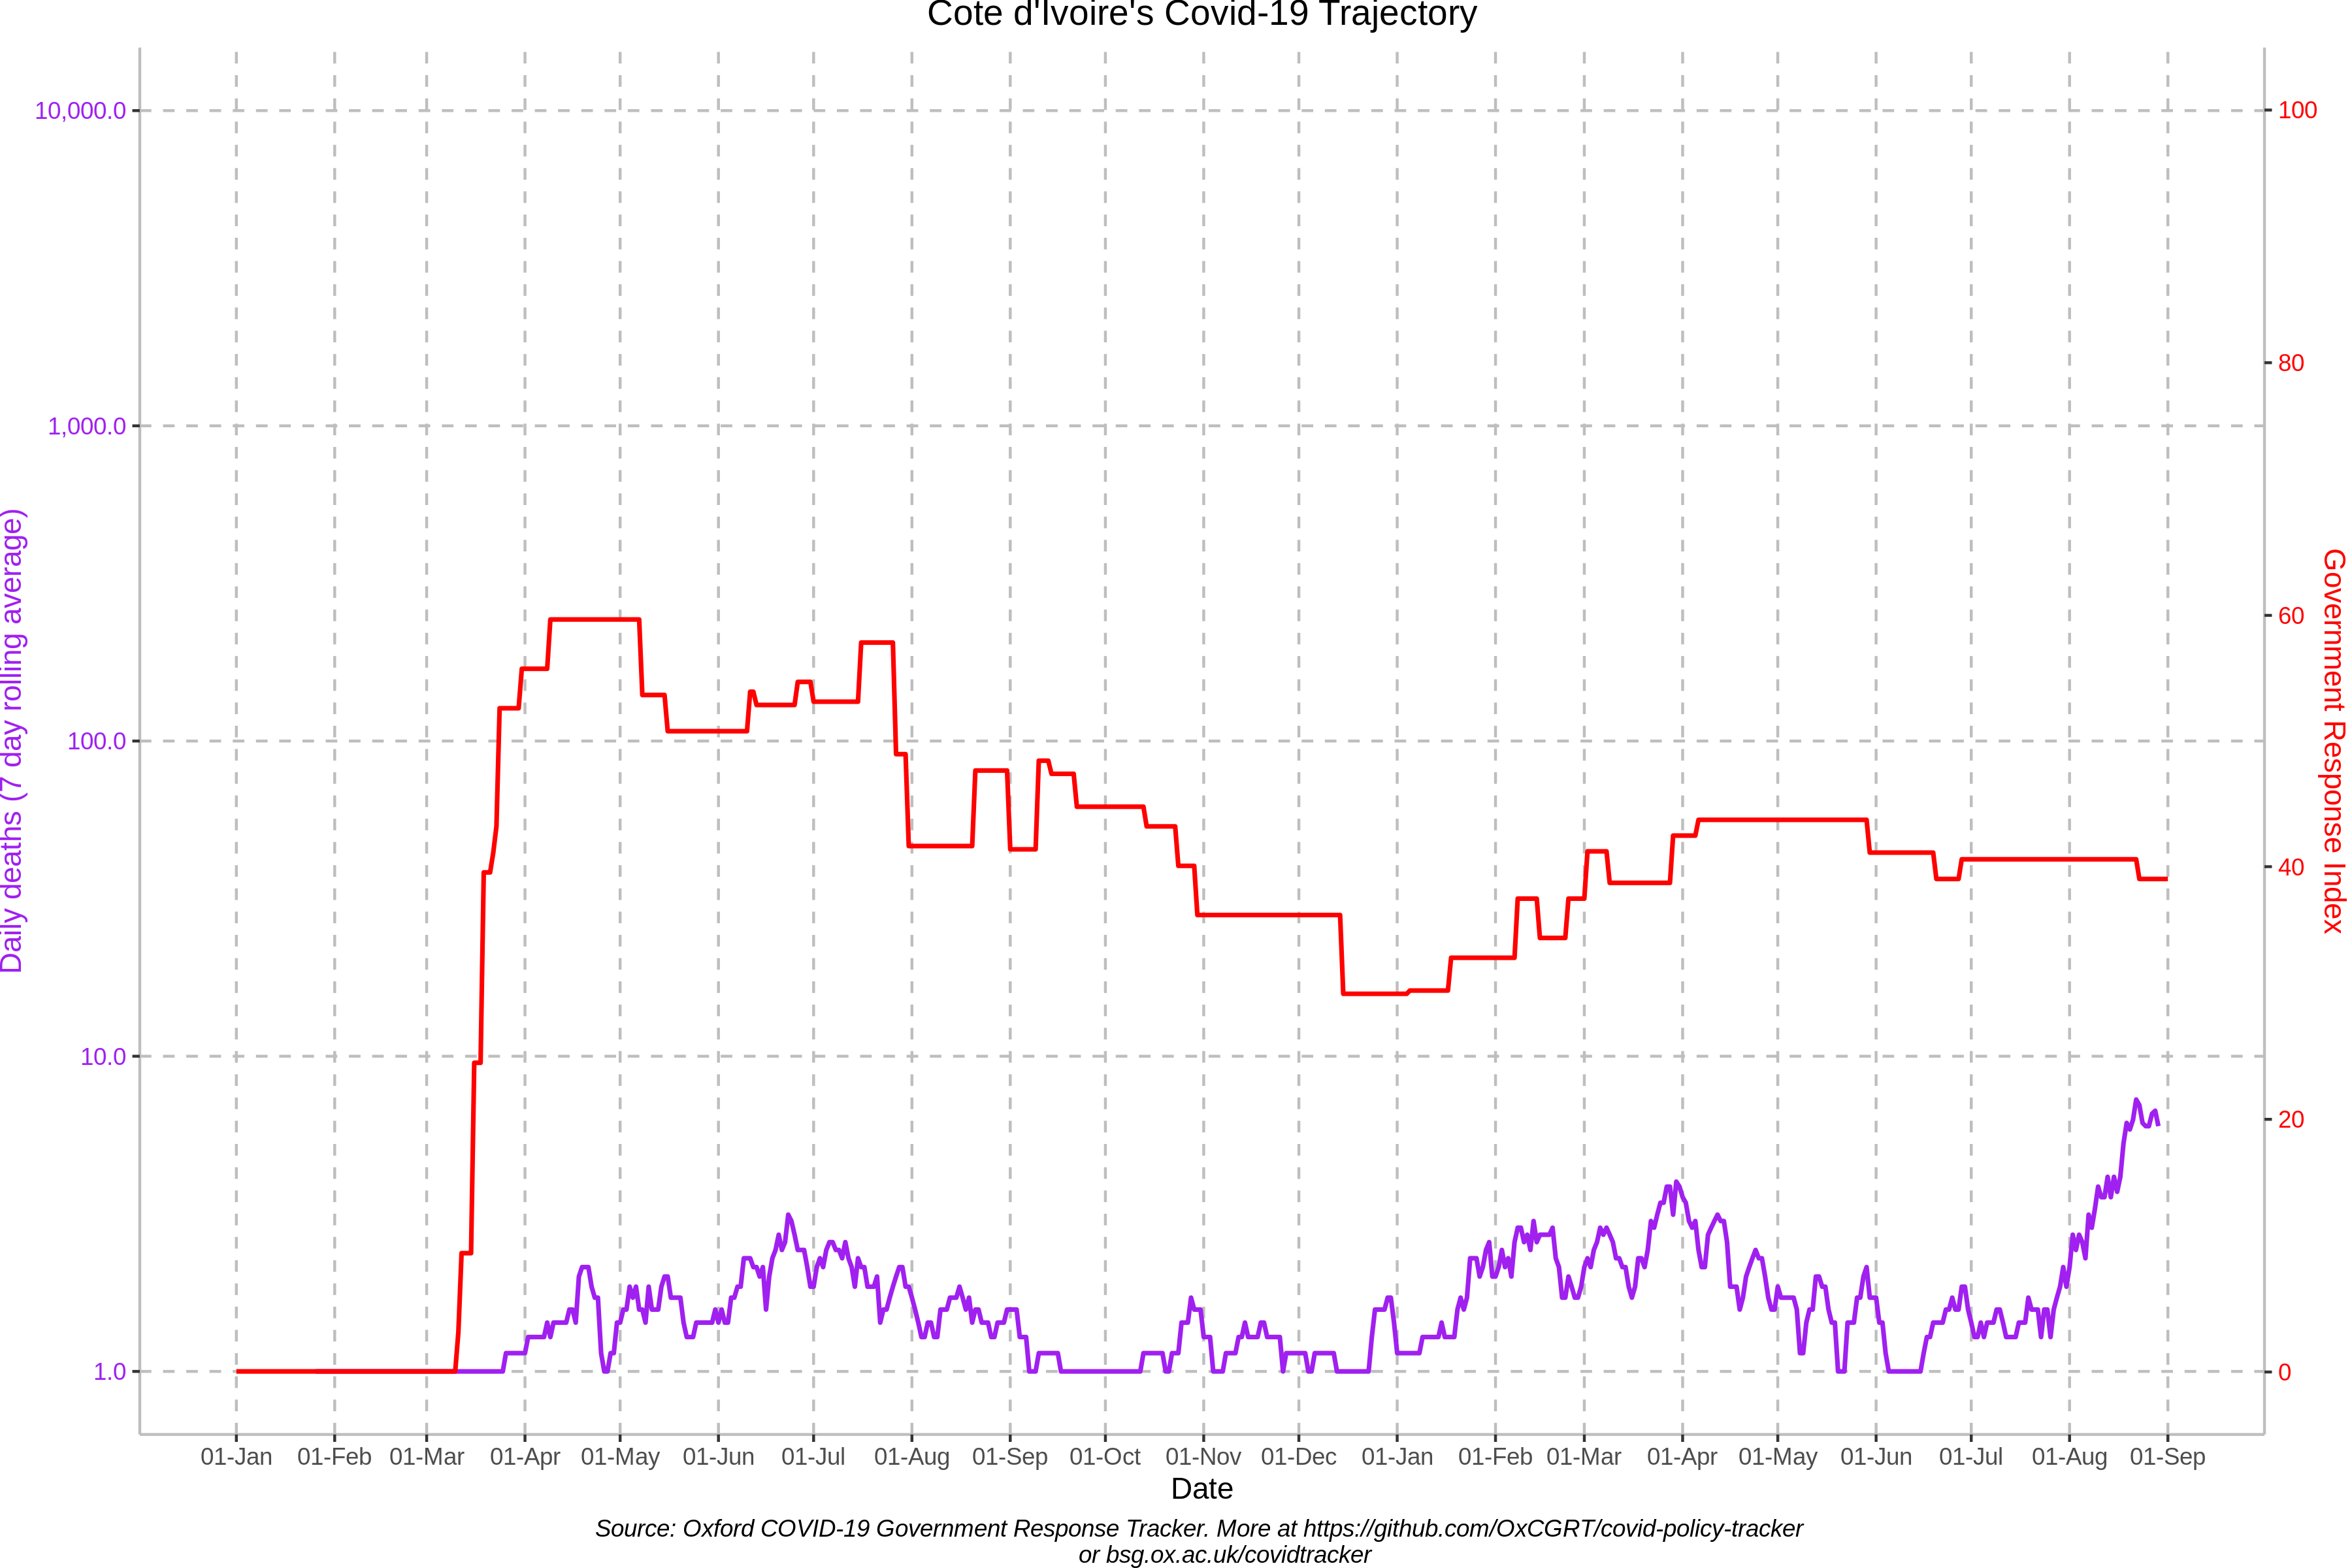 Cote d'Ivoire's Covid-19 Trajectory
10,000.0
1,000.0
100.0
10.0
1.0
Daily deaths (7 day rolling average)
100
80
60
40
20
0
Government Response Index
01-Jan 01-Feb 01-Mar 01-Apr 01-May 01-Jun 01-Jul 01-Aug 01-Sep 01-Oct 01-Nov 01-Dec 01-Jan 01-Feb 01-Mar 01-Apr 01-May 01-Jun 01-Jul 01-Aug 01-Sep
Date
Source: Oxford COVID-19 Government Response Tracker. More at https://github.com/OxCGRT/covid-policy-tracker
or bsg.ox.ac.uk/covidtracker